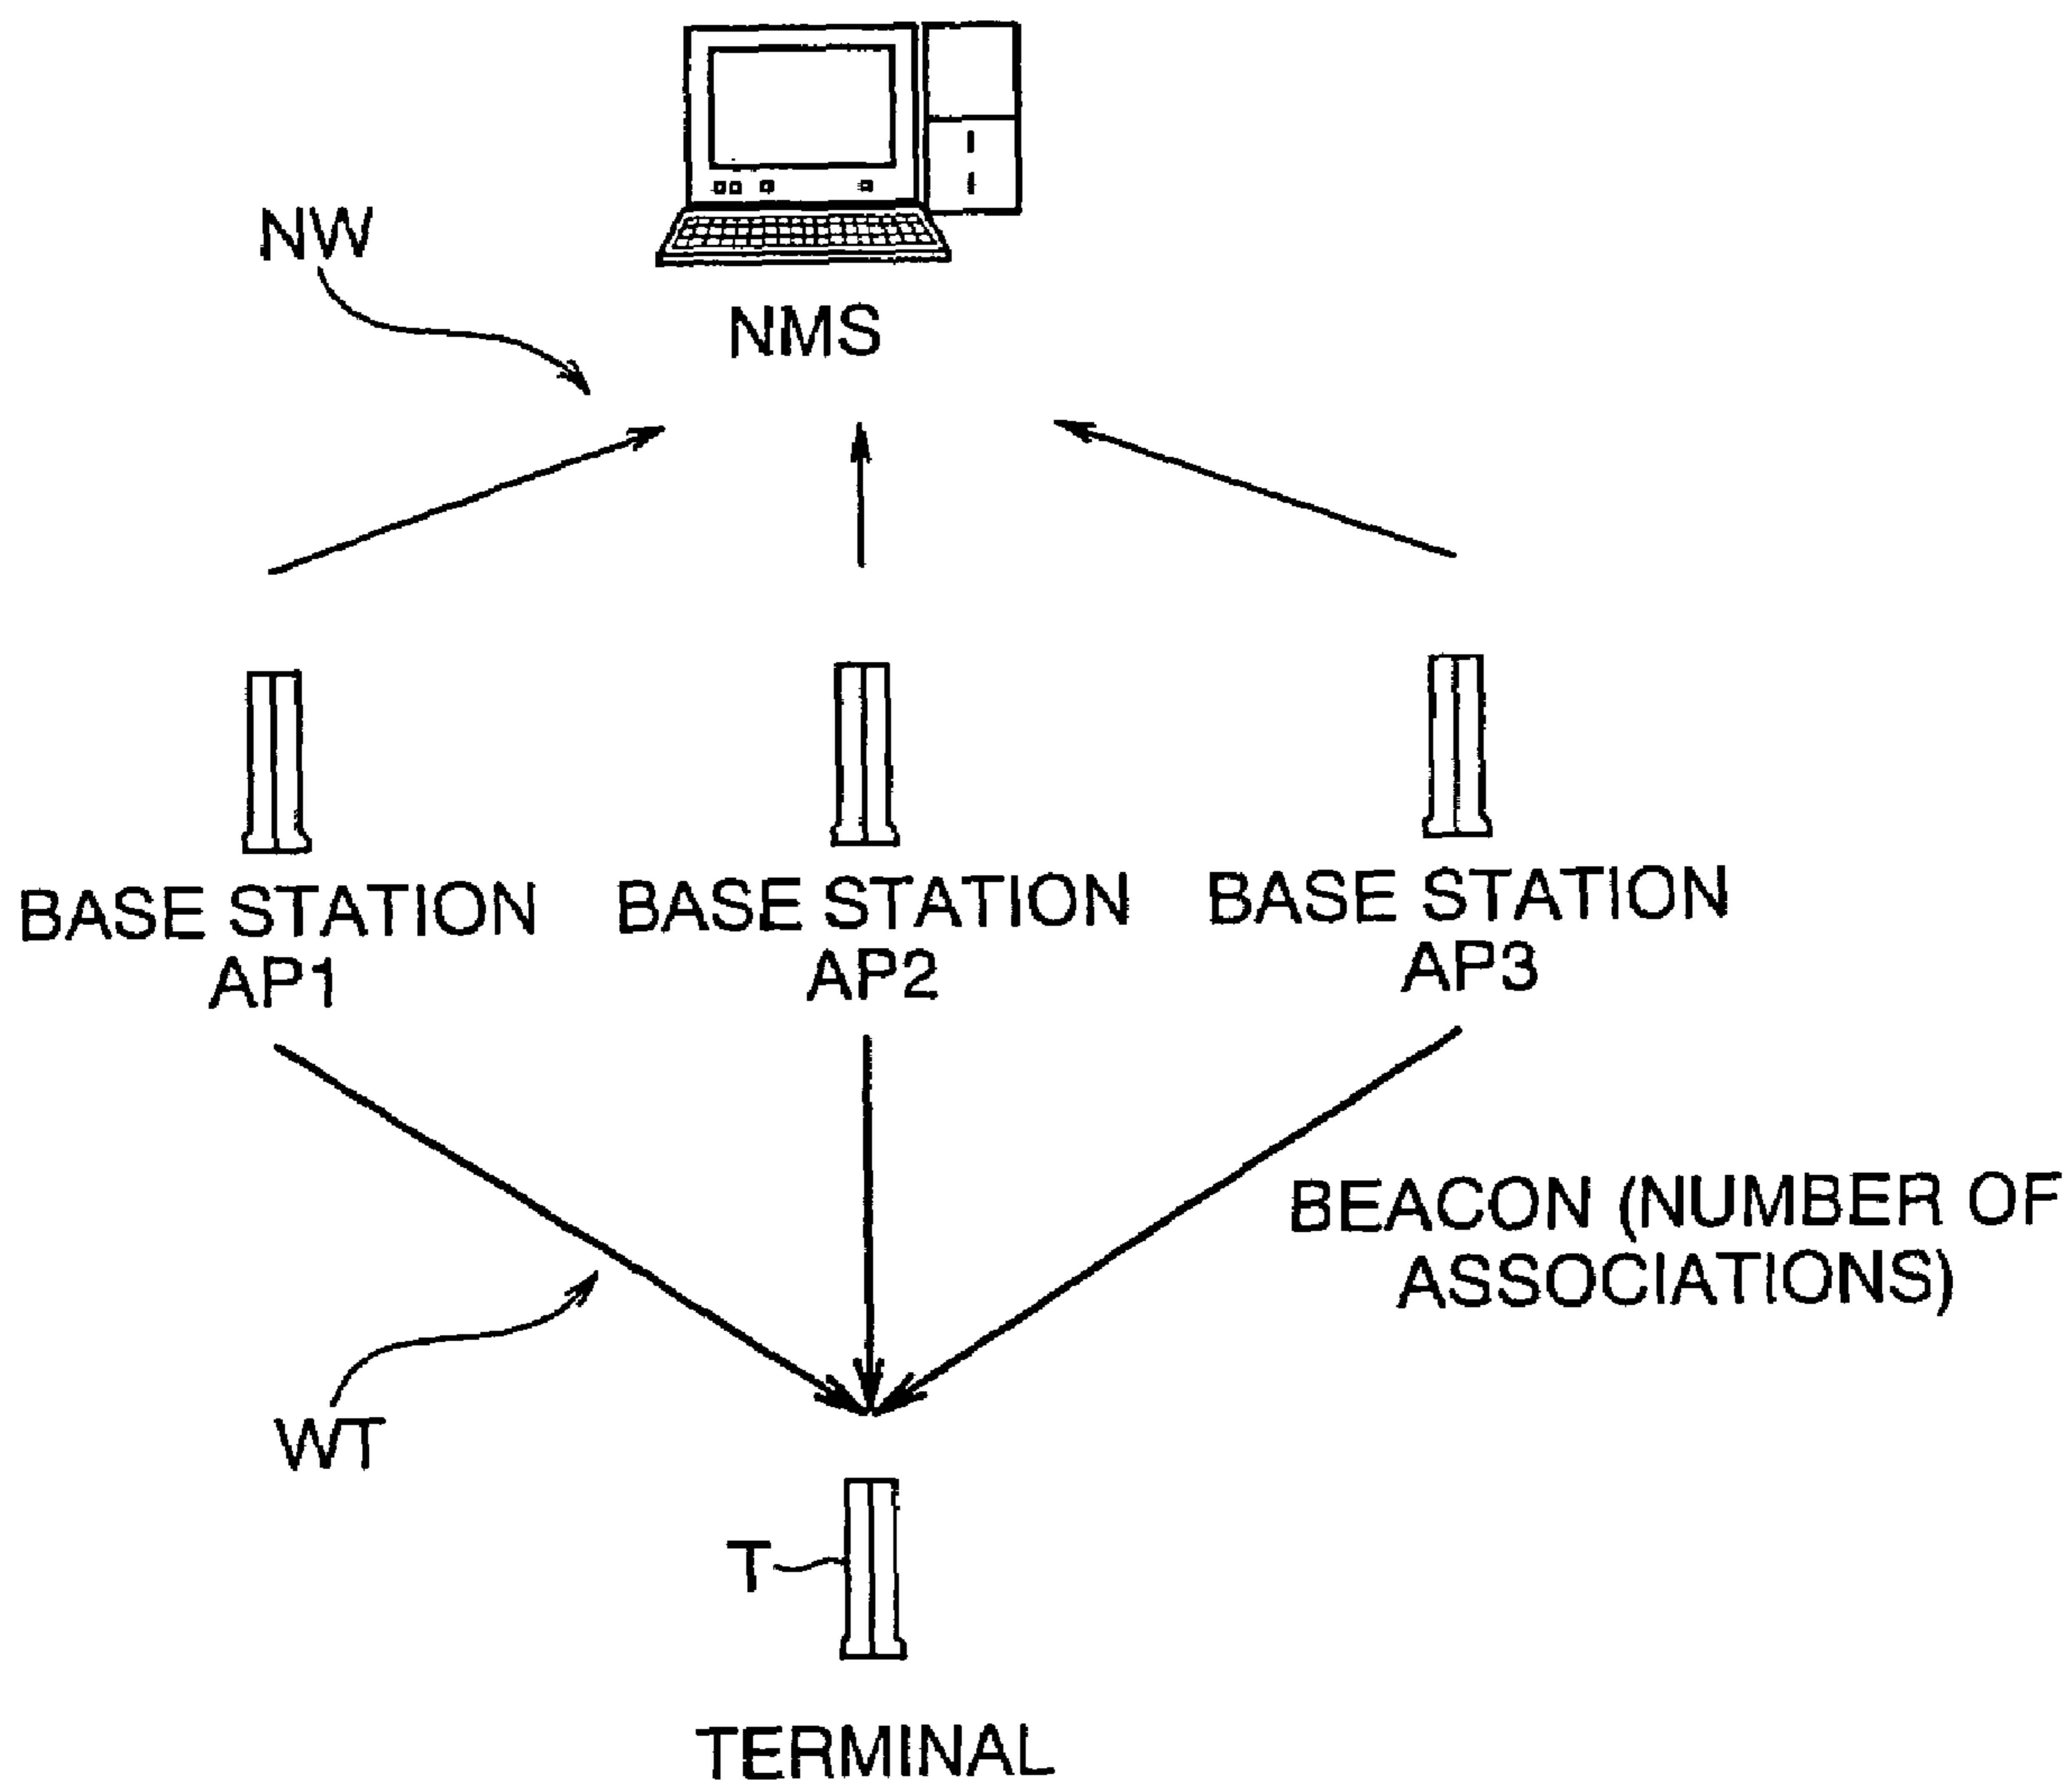 NW
NMS
BASE STATION
AP1
BASE STATION
AP2
BASE STATION
AP3
BEACON (NUMBER OF
ASSOCIATIONS)
WT
T
TERMINAL